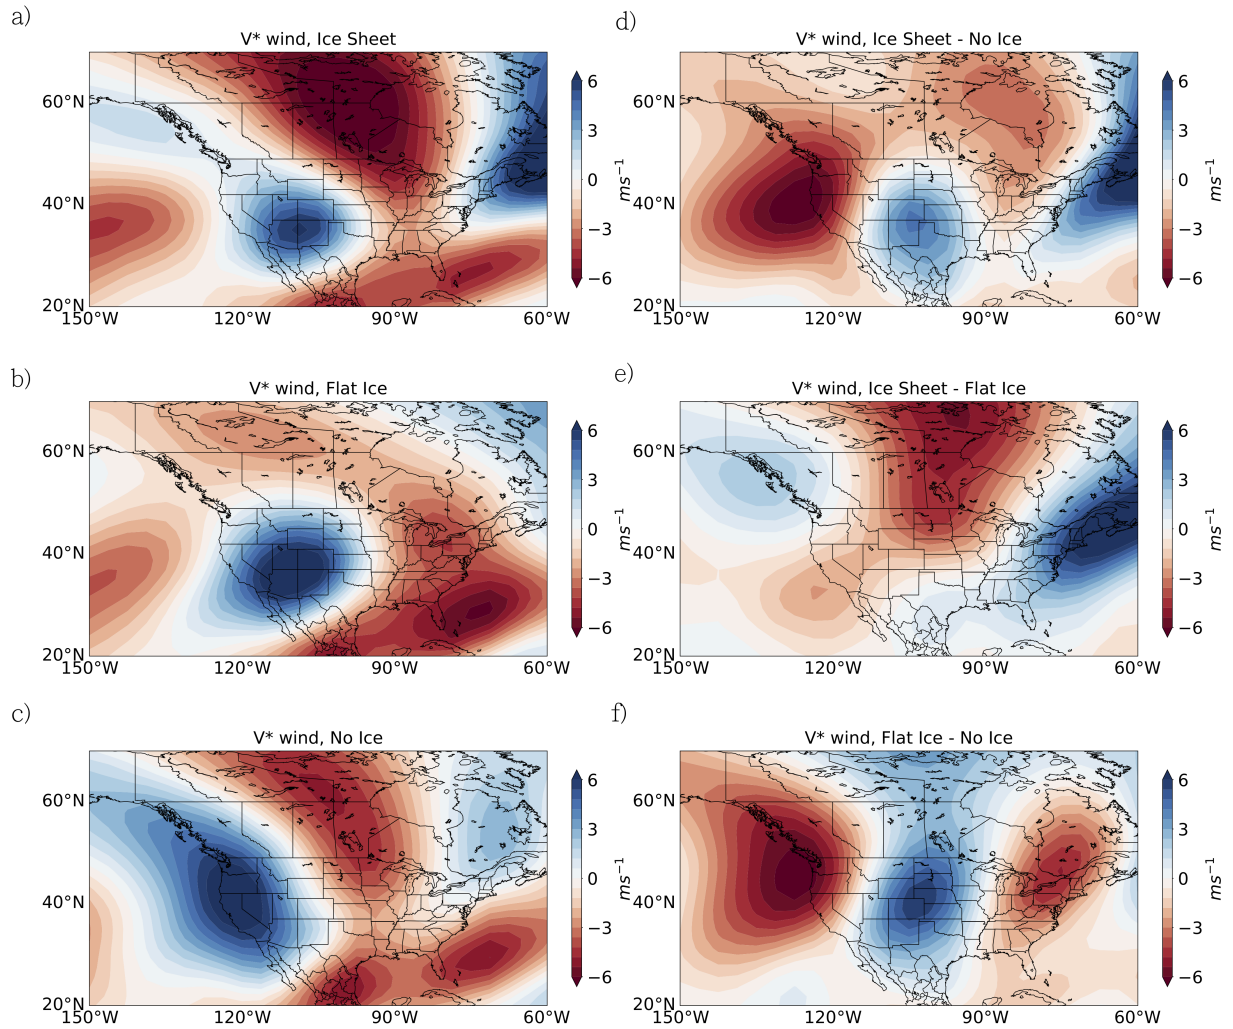 a)
V* wind, Ice Sheet
60°N
40°N
20°N
150°W 120°W 90°W 60°W
6
3
0
−3
−6
ms⁻¹
d)
V* wind, Ice Sheet - No Ice
60°N
40°N
20°N
150°W 120°W 90°W 60°W
6
3
0
−3
−6
ms⁻¹
b)
V* wind, Flat Ice
60°N
40°N
20°N
150°W 120°W 90°W 60°W
6
3
0
−3
−6
ms⁻¹
e)
V* wind, Ice Sheet - Flat Ice
60°N
40°N
20°N
150°W 120°W 90°W 60°W
6
3
0
−3
−6
ms⁻¹
c)
V* wind, No Ice
60°N
40°N
20°N
150°W 120°W 90°W 60°W
6
3
0
−3
−6
ms⁻¹
f)
V* wind, Flat Ice - No Ice
60°N
40°N
20°N
150°W 120°W 90°W 60°W
6
3
0
−3
−6
ms⁻¹